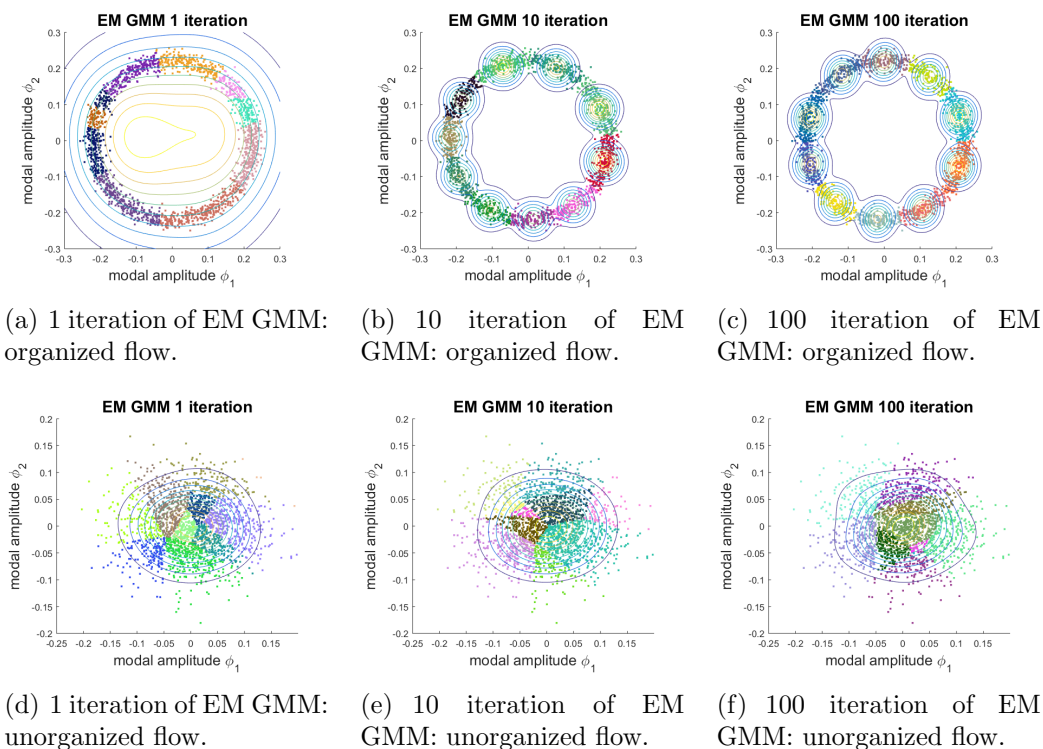 EM GMM 1 iteration
0.3
0.2
0.1
0
-0.1
-0.2
-0.3
modal amplitude ϕ2
-0.3 -0.2 -0.1 0 0.1 0.2 0.3
modal amplitude ϕ1
EM GMM 10 iteration
0.3
0.2
0.1
0
-0.1
-0.2
-0.3
modal amplitude ϕ2
-0.3 -0.2 -0.1 0 0.1 0.2 0.3
modal amplitude ϕ1
EM GMM 100 iteration
0.3
0.2
0.1
0
-0.1
-0.2
-0.3
modal amplitude ϕ2
-0.3 -0.2 -0.1 0 0.1 0.2 0.3
modal amplitude ϕ1
(a) 1 iteration of EM GMM:
organized flow.
(b) 10 iteration of EM
GMM: organized flow.
(c) 100 iteration of EM
GMM: organized flow.
EM GMM 1 iteration
0.2
0.15
0.1
0.05
0
-0.05
-0.1
-0.15
-0.2
modal amplitude ϕ2
-0.25 -0.2 -0.15 -0.1 -0.05 0 0.05 0.1 0.15
modal amplitude ϕ1
EM GMM 10 iteration
0.2
0.15
0.1
0.05
0
-0.05
-0.1
-0.15
-0.2
modal amplitude ϕ2
-0.25 -0.2 -0.15 -0.1 -0.05 0 0.05 0.1 0.15
modal amplitude ϕ1
EM GMM 100 iteration
0.2
0.15
0.1
0.05
0
-0.05
-0.1
-0.15
-0.2
modal amplitude ϕ2
-0.25 -0.2 -0.15 -0.1 -0.05 0 0.05 0.1 0.15
modal amplitude ϕ1
(d) 1 iteration of EM GMM:
unorganized flow.
(e) 10 iteration of EM
GMM: unorganized flow.
(f) 100 iteration of EM
GMM: unorganized flow.